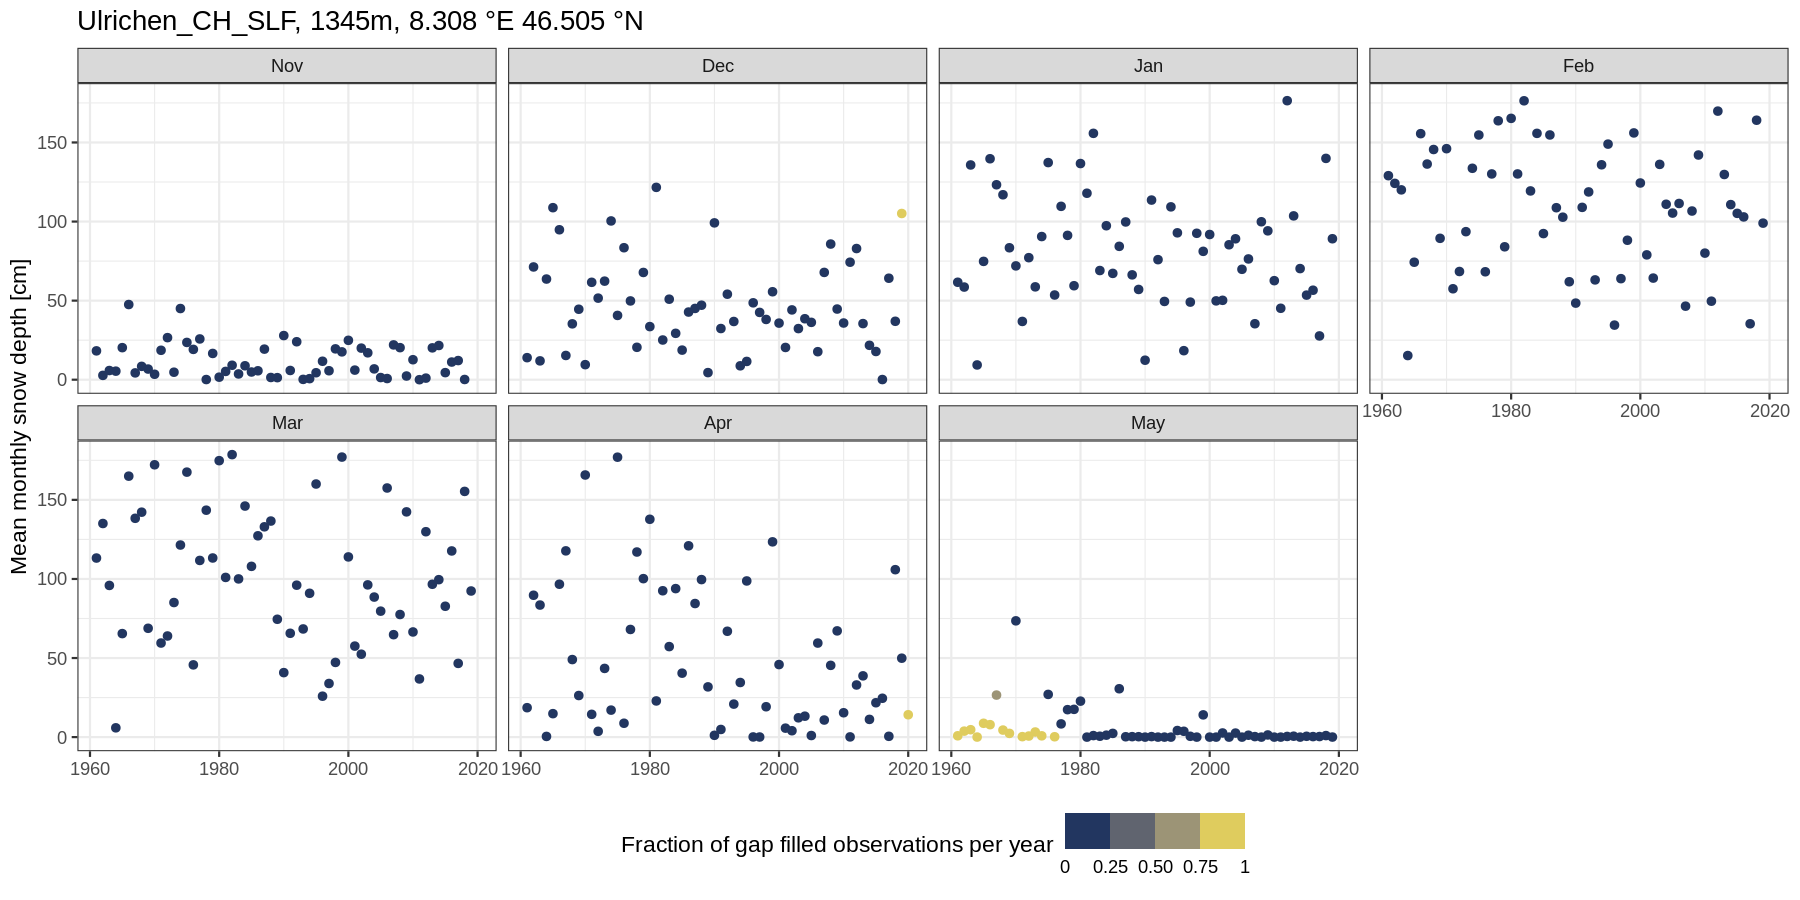 Ulrichen_CH_SLF, 1345m, 8.308 °E 46.505 °N
Nov Dec Jan Feb
150
100
50
0
1960 1980 2000 2020
Mean monthly snow depth [cm]
Mar Apr May
150
100
50
0
1960 1980 2000 2020 1960 1980 2000 2020 1960 1980 2000 2020
Fraction of gap filled observations per year
0 0.25 0.50 0.75 1